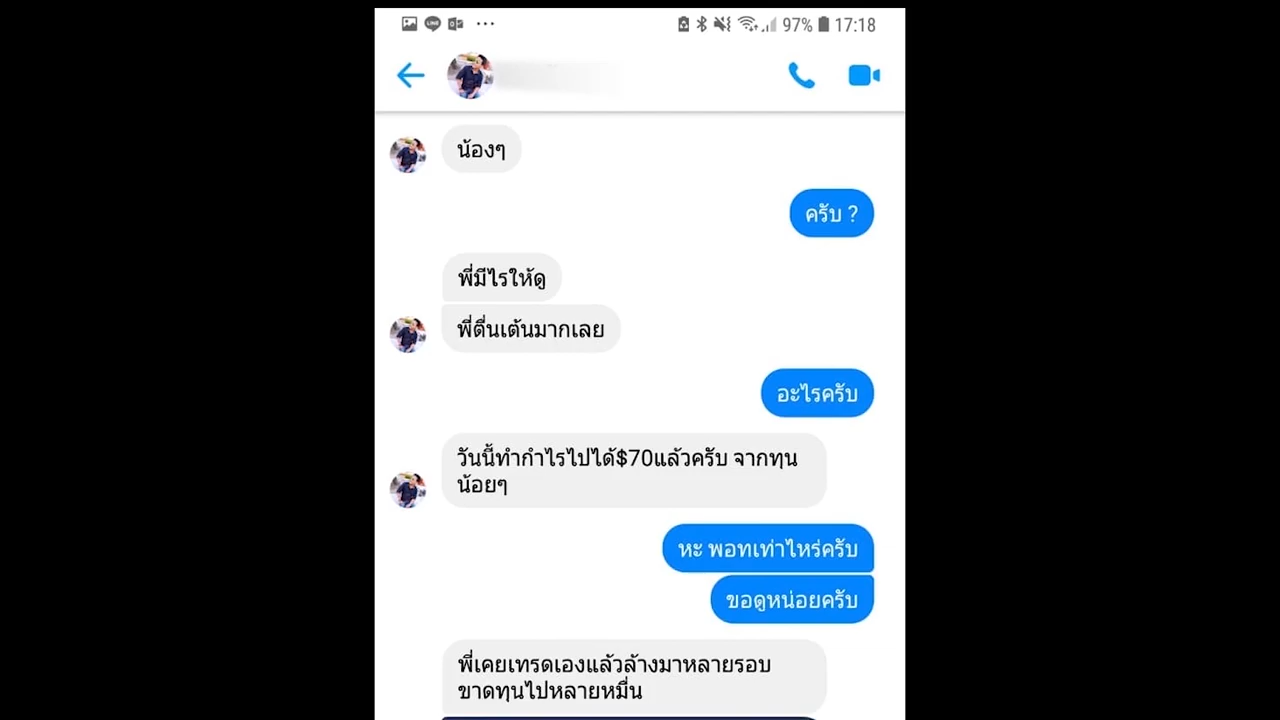 97% 17:18
น้องๆ
ครับ ?
พี่มีไรให้ดู
พี่ตื่นเต้นมากเลย
อะไรครับ
วันนี้ทำกำไรไปได้$70แล้วครับ จากทุน
น้อยๆ
หะ พอทเท่าไหร่ครับ
ขอดูหน่อยครับ
พี่เคยเทรดเองแล้วล้างมาหลายรอบ
ขาดทุนไปหลายหมื่น